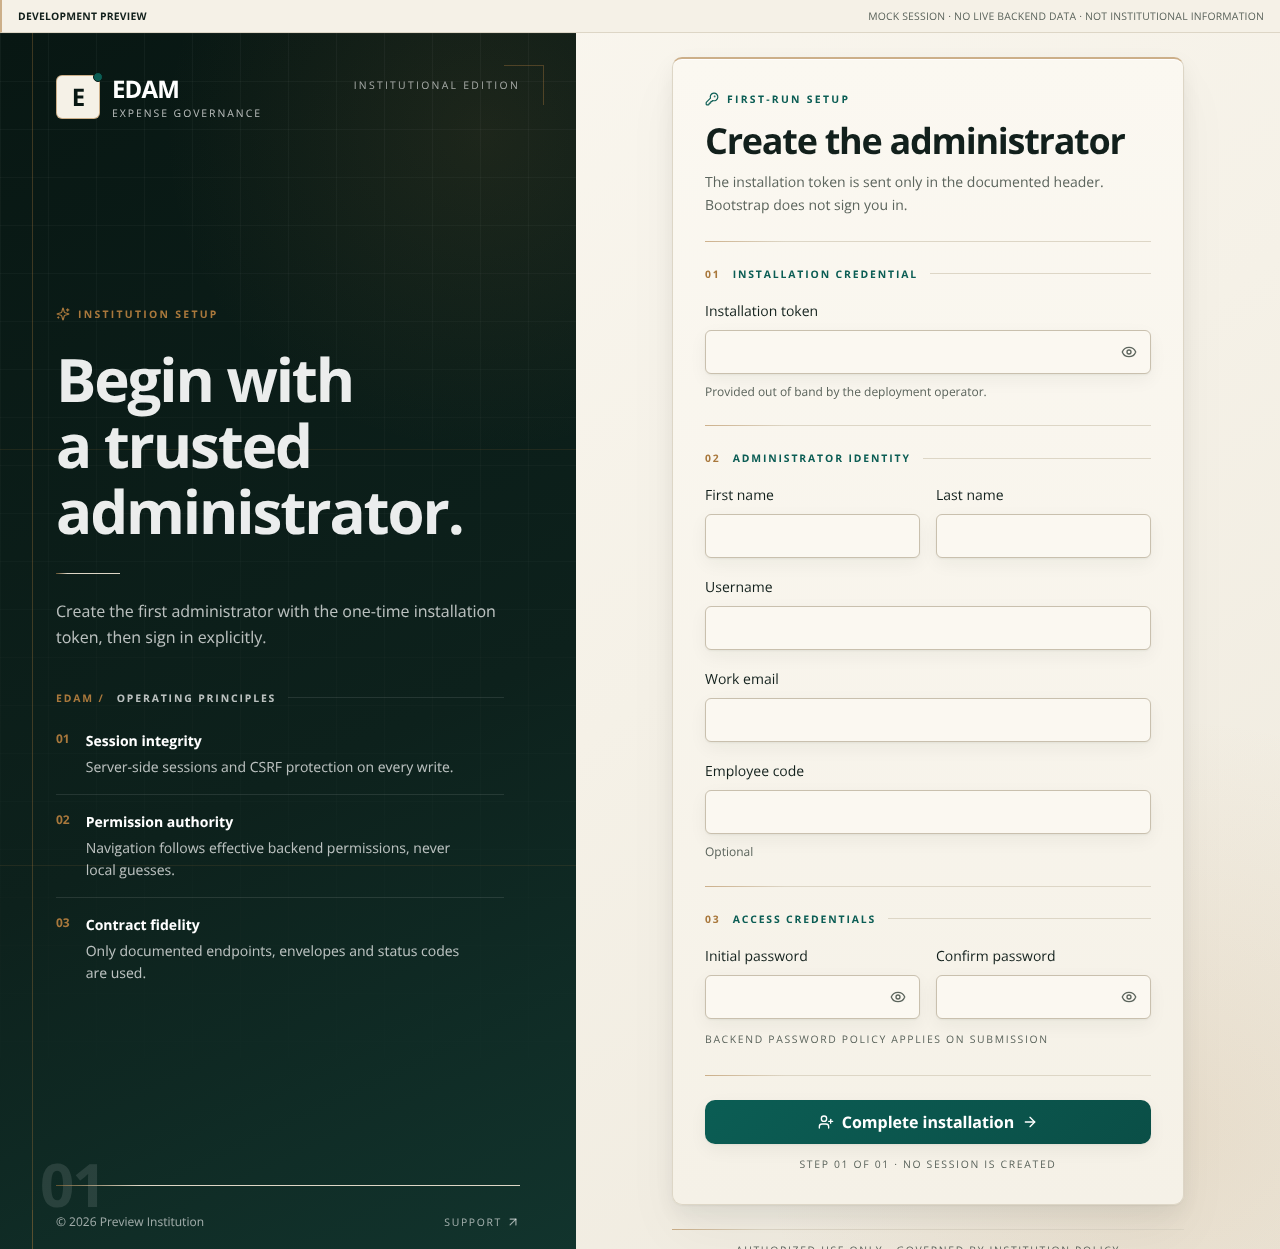 DEVELOPMENT PREVIEW
MOCK SESSION · NO LIVE BACKEND DATA · NOT INSTITUTIONAL INFORMATION
E
EDAM
EXPENSE GOVERNANCE
INSTITUTIONAL EDITION
INSTITUTION SETUP
Begin with
a trusted
administrator.
Create the first administrator with the one-time installation
token, then sign in explicitly.
EDAM / OPERATING PRINCIPLES
01 Session integrity
Server-side sessions and CSRF protection on every write.
02 Permission authority
Navigation follows effective backend permissions, never
local guesses.
03 Contract fidelity
Only documented endpoints, envelopes and status codes
are used.
01
© 2026 Preview Institution
SUPPORT
FIRST-RUN SETUP
Create the administrator
The installation token is sent only in the documented header.
Bootstrap does not sign you in.
01 INSTALLATION CREDENTIAL
Installation token
Provided out of band by the deployment operator.
02 ADMINISTRATOR IDENTITY
First name Last name
Username
Work email
Employee code
Optional
03 ACCESS CREDENTIALS
Initial password Confirm password
BACKEND PASSWORD POLICY APPLIES ON SUBMISSION
Complete installation
STEP 01 OF 01 · NO SESSION IS CREATED
AUTHORIZED USE ONLY · GOVERNED BY INSTITUTION POLICY